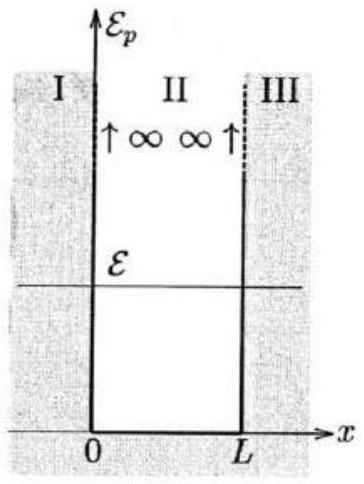 ℰₚ
I II III
↑ ∞ ∞ ↑
ℰ
0 L x